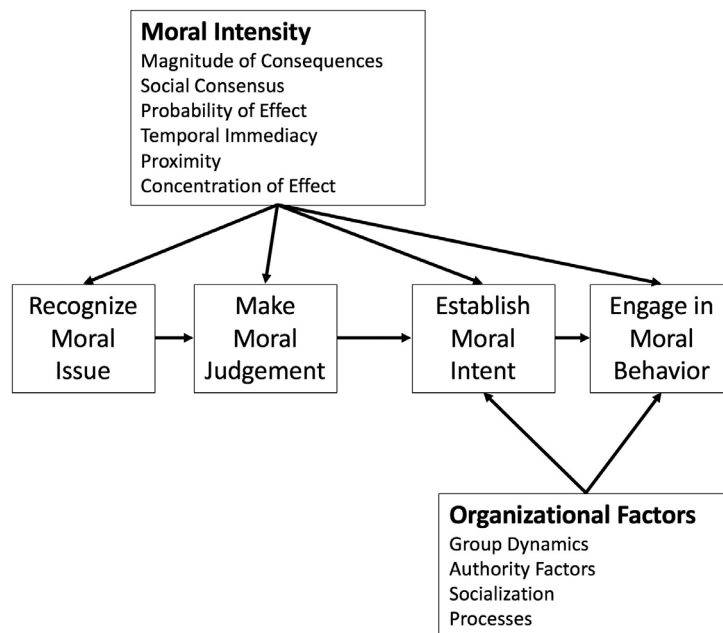 Moral Intensity
Magnitude of Consequences
Social Consensus
Probability of Effect
Temporal Immediacy
Proximity
Concentration of Effect
Recognize
Moral
Issue
Make
Moral
Judgement
Establish
Moral
Intent
Engage in
Moral
Behavior
Organizational Factors
Group Dynamics
Authority Factors
Socialization
Processes